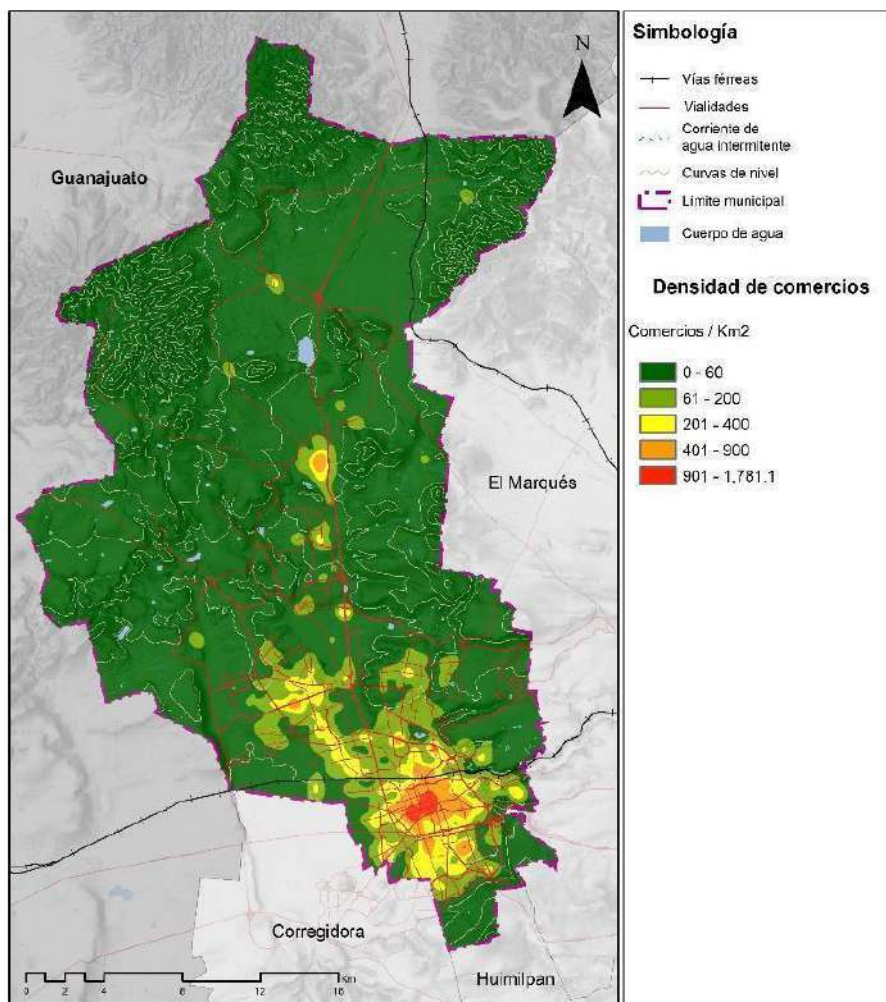 N
Guanajuato
El Marqués
Corregidora
Huimilpan
0 2 4 8 12 16
Km
Simbología
Vías férreas
Vialidades
Corriente de
agua intermitente
Curvas de nivel
Límite municipal
Cuerpo de agua
Densidad de comercios
Comercios / Km2
0 - 60
61 - 200
201 - 400
401 - 900
901 - 1,781.1